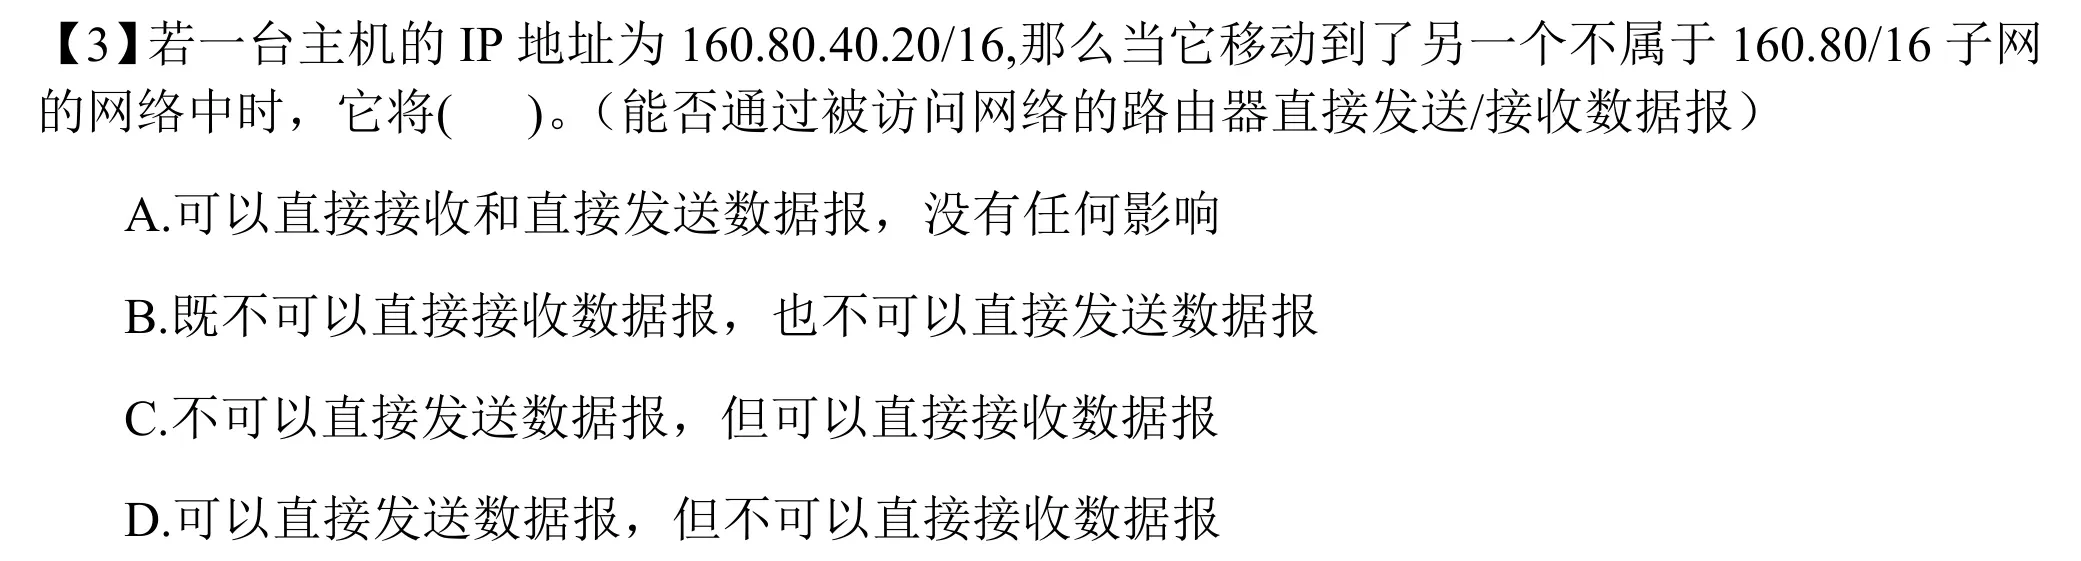 【3】若一台主机的 IP 地址为 160.80.40.20/16,那么当它移动到了另一个不属于 160.80/16 子网
的网络中时，它将(    )。（能否通过被访问网络的路由器直接发送/接收数据报）
A.可以直接接收和直接发送数据报，没有任何影响
B.既不可以直接接收数据报，也不可以直接发送数据报
C.不可以直接发送数据报，但可以直接接收数据报
D.可以直接发送数据报，但不可以直接接收数据报